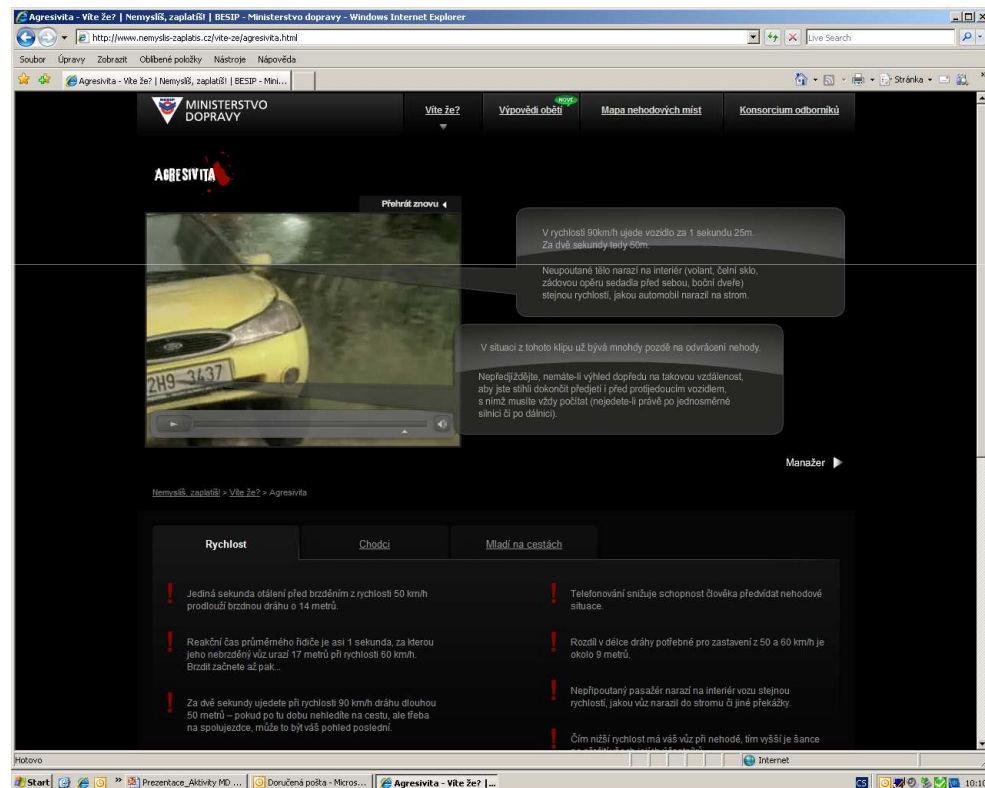 Agresivita - Víte že? | Nemyslíš, zaplatíš! | BESIP - Ministerstvo dopravy - Windows Internet Explorer
http://www.nemyslis-zaplatis.cz/vite-ze/agresivita.html
Live Search
Soubor Úpravy Zobrazit Oblíbené položky Nástroje Nápověda
Agresivita - Víte že? | Nemyslíš, zaplatíš! | BESIP - Mini...
Stránka
MINISTERSTVO
DOPRAVY
Víte že?
Výpovědi obětí
NOVÉ
Mapa nehodových míst
Konsorcium odborníků
AGRESIVITA
Přehrát znovu
V rychlosti 90km/h ujede vozidlo za 1 sekundu 25m.
Za dvě sekundy tedy 50m.
Neupoutané tělo narazí na interiér (volant, čelní sklo,
zádovou opěru sedadla před sebou, boční dveře)
stejnou rychlostí, jakou automobil narazil na strom.
2H9 3437
V situaci z tohoto klipu už bývá mnohdy pozdě na odvrácení nehody.
Nepředjíždějte, nemáte-li výhled dopředu na takovou vzdálenost,
aby jste stihli dokončit předjetí i před protijedoucím vozidlem,
s nímž musíte vždy počítat (nejedete-li právě po jednosměrné
silnici či po dálnici).
Manažer
Nemyslíš, zaplatíš! > Víte že? > Agresivita
Rychlost
Chodci
Mladí na cestách
Jediná sekunda otálení před brzděním z rychlosti 50 km/h
prodlouží brzdnou dráhu o 14 metrů.
Reakční čas průměrného řidiče je asi 1 sekunda, za kterou
jeho nebrzděný vůz urazí 17 metrů při rychlosti 60 km/h.
Brzdit začnete až pak...
Za dvě sekundy ujedete při rychlosti 90 km/h dráhu dlouhou
50 metrů – pokud po tu dobu nehledíte na cestu, ale třeba
na spolujezdce, může to být váš pohled poslední.
Telefonování snižuje schopnost člověka předvídat nehodové
situace.
Rozdíl v délce dráhy potřebné pro zastavení z 50 a 60 km/h je
okolo 9 metrů.
Nepřipoutaný pasažér narazí na interiér vozu stejnou
rychlostí, jakou vůz narazil do stromu či jiné překážky.
Čím nižší rychlost má váš vůz při nehodě, tím vyšší je šance
Hotovo
Internet
Start
Prezentace_Aktivity MD ...
Doručená pošta - Micros...
Agresivita - Víte že? |...
CS
10:10